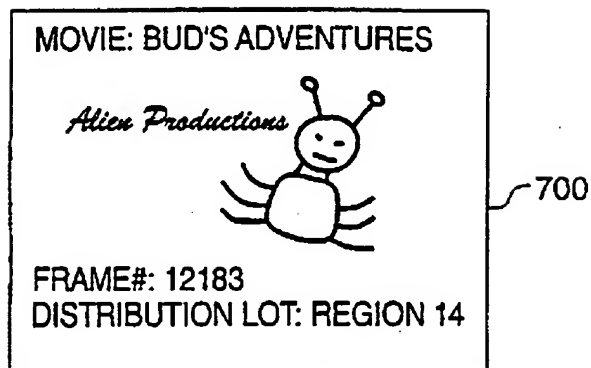 MOVIE: BUD'S ADVENTURES
Alien Productions
700
FRAME#: 12183
DISTRIBUTION LOT: REGION 14